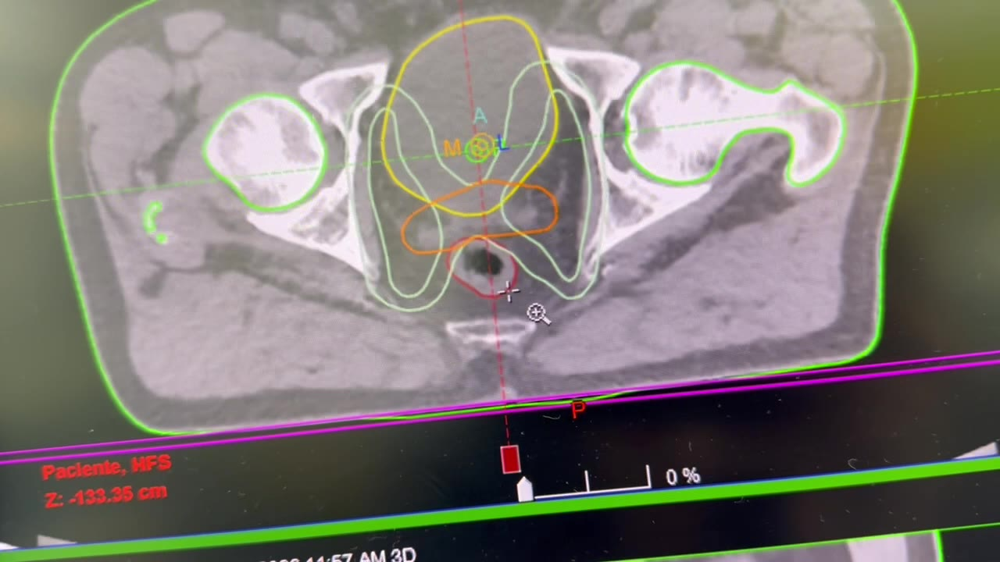 A
M
L
P
Paciente, HFS
Z: -133.35 cm
0 %
11:57 AM 3D